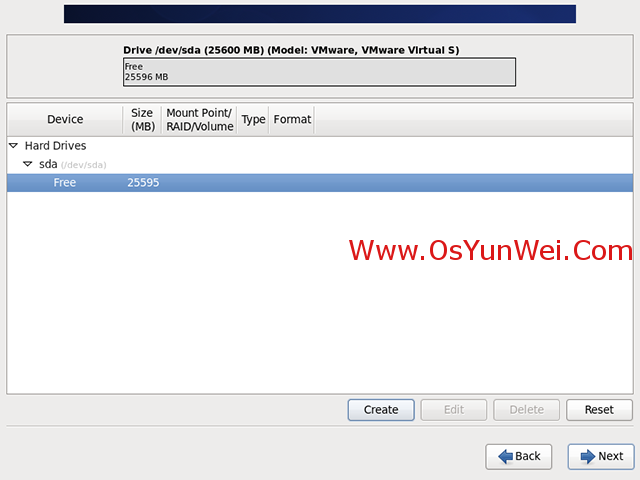 Drive /dev/sda (25600 MB) (Model: VMware, VMware Virtual S)
Free
25596 MB
Device
Size
(MB)
Mount Point/
RAID/Volume
Type
Format
Hard Drives
sda (/dev/sda)
Free 25595
Www.OsYunWei.Com
Create Edit Delete Reset
Back Next